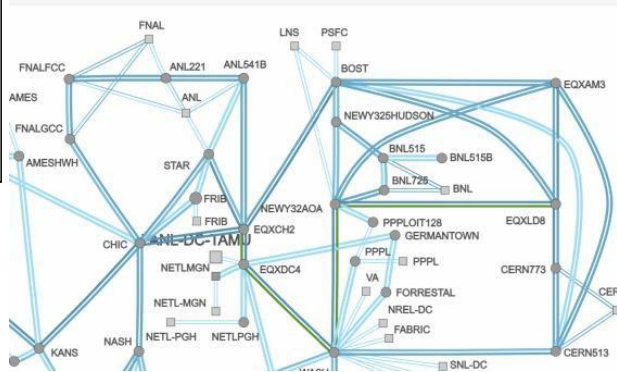 FNAL
LNS
PSFC
FNALFCC
ANL221
ANL541B
BOST
EQXAM3
AMES
ANL
NEWY325HUDSON
FNALGCC
BNL515
BNL515B
AMESHWH
STAR
BNL725
BNL
FRIB
NEWY32AOA
FRIB
PPPLOIT128
EQXLD8
EQXCH2
GERMANTOWN
CHIC
ANL-DC-TAMU
NETLMGN
EQXDC4
PPPL
PPPL
CERN773
VA
FORRESTAL
CER
NETL-MGN
NREL-DC
NETL-PGH
NETLPGH
FABRIC
NASH
KANS
CERN513
SNL-DC
WASH